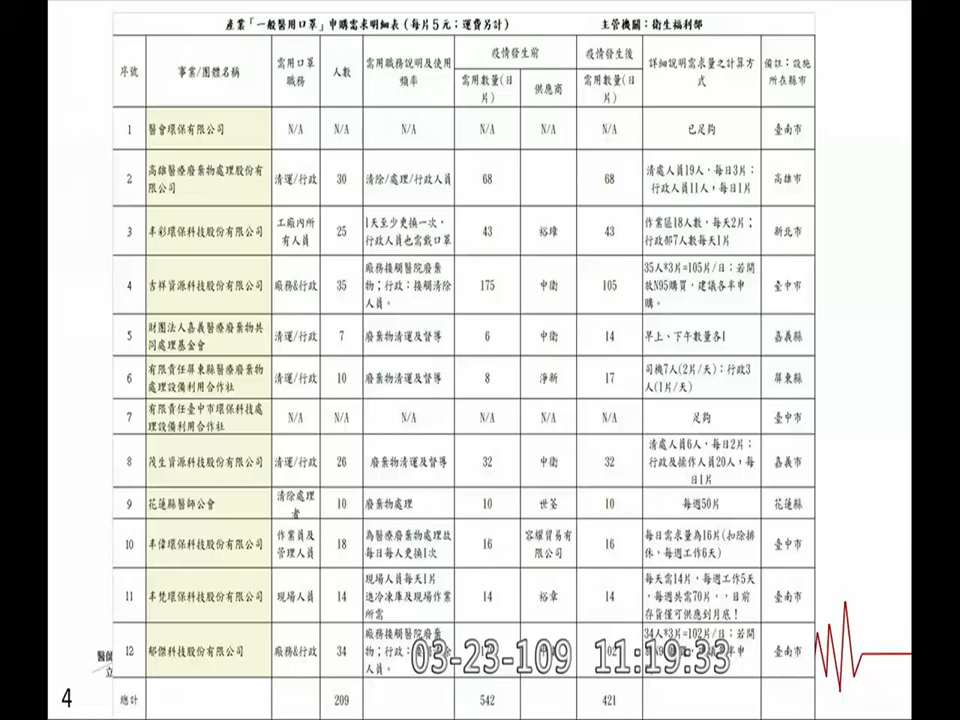 產業「一般醫用口罩」申購需求明細表(每片5元;運費另計) 主管機關:衛生福利部
序號 事業/團體名稱 需用口罩職務 人數 需用職務說明及使用頻率 疫情發生前 疫情發生後 詳細說明需求量之計算方式 備註:設施所在縣市
需用數量(日片) 供應商 需用數量(日片)
1 醫會環保有限公司 N/A N/A N/A N/A N/A N/A 已足夠 臺南市
2 高雄醫療廢棄物處理股份有限公司 清運/行政 30 清除/處理/行政人員 68 68 清處人員19人,每日3片;行政人員11人,每日1片 高雄市
3 丰彩環保科技股份有限公司 工廠內所有人員 25 1天至少更換一次,行政人員也需戴口罩 43 裕璋 43 作業區18人數,每天2片;行政部7人數每天1片 新北市
4 吉祥資源科技股份有限公司 廠務&行政 35 廠務接觸醫院廢棄物;行政:接觸清除人員。 175 中衛 105 35人*3片=105片/日;若開放N95購買,建議各半申購。 臺中市
5 財團法人嘉義醫療廢棄物共同處理基金會 清運/行政 7 廢棄物清運及督導 6 中衛 14 早上、下午數量各1 嘉義縣
6 有限責任屏東縣醫療廢棄物處理設備利用合作社 清運/行政 10 廢棄物清運及督導 8 淨新 17 司機7人(2片/天);行政3人(1片/天) 屏東縣
7 有限責任臺中市環保科技處理設備利用合作社 N/A N/A N/A N/A N/A N/A 足夠 臺中市
8 茂生資源科技股份有限公司 清運/行政 26 廢棄物清運及督導 32 中衛 32 清處人員6人,每日2片;行政及操作人員20人,每日1片 嘉義市
9 花蓮縣醫師公會 清除處理者 10 廢棄物處理 10 世荃 10 每週50片 花蓮縣
10 丰偉環保科技股份有限公司 作業員及管理人員 18 為醫療廢棄物處理故每日每人更換1次 16 容耀貿易有限公司 16 每日需求量為16片(扣除排休,每週工作6天) 臺中市
11 丰梵環保科技股份有限公司 現場人員 14 現場人員每天1片進冷凍庫及現場作業所需 14 裕章 14 每天需14片,每週工作5天,每週共需70片,,目前存貨僅可供應到月底! 臺南市
12 郁傑科技股份有限公司 廠務&行政 34 廠務接觸醫院廢棄物;行政: 人員。 34人*3片=102片/日;若開 臺南市
總計 209 542 421
03-23-109 11:19:33
醫師
立
4